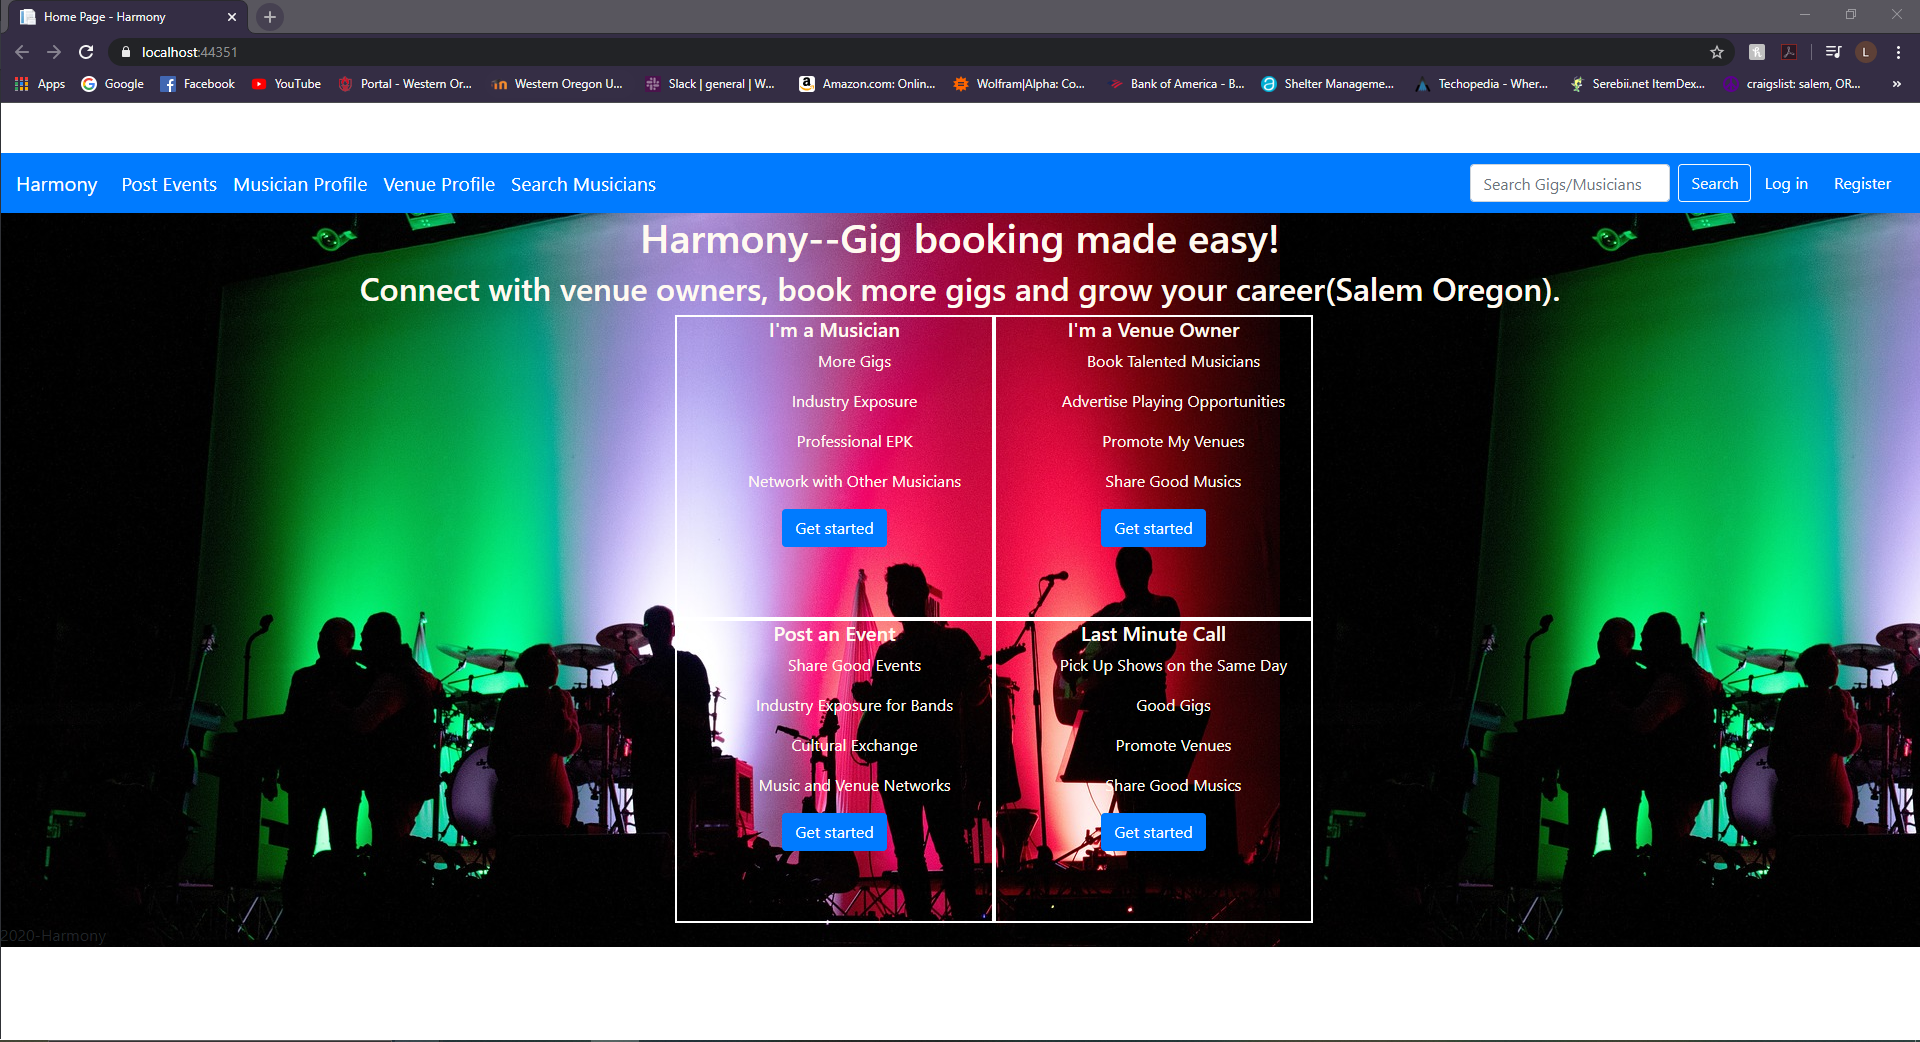 Home Page - Harmony
localhost:44351
L
Apps Google Facebook YouTube Portal - Western Or... Western Oregon U... Slack | general | W... Amazon.com: Onlin... Wolfram|Alpha: Co... Bank of America - B... Shelter Manageme... Techopedia - Wher... Serebii.net ItemDex... craigslist: salem, OR... »
Harmony Post Events Musician Profile Venue Profile Search Musicians Search Gigs/Musicians Search Log in Register
Harmony--Gig booking made easy!
Connect with venue owners, book more gigs and grow your career(Salem Oregon).
I'm a Musician
More Gigs
Industry Exposure
Professional EPK
Network with Other Musicians
Get started
I'm a Venue Owner
Book Talented Musicians
Advertise Playing Opportunities
Promote My Venues
Share Good Musics
Get started
Post an Event
Share Good Events
Industry Exposure for Bands
Cultural Exchange
Music and Venue Networks
Get started
Last Minute Call
Pick Up Shows on the Same Day
Good Gigs
Promote Venues
Share Good Musics
Get started
2020-Harmony